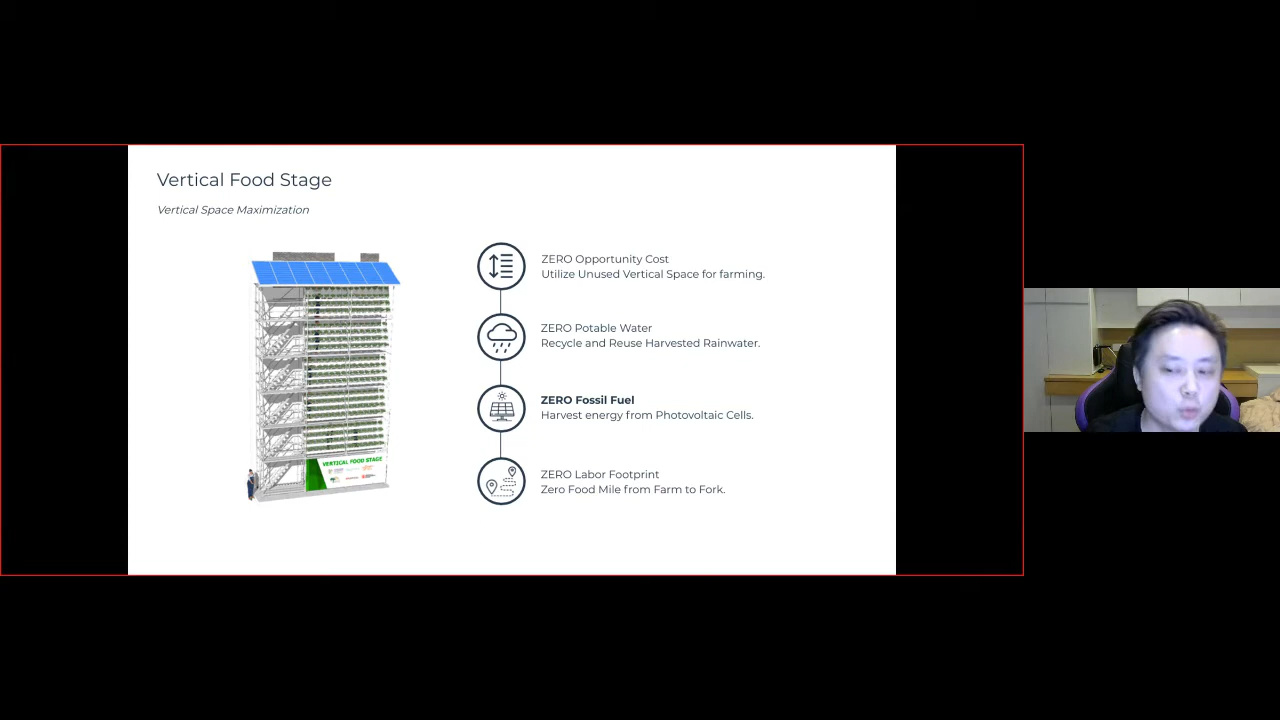 Vertical Food Stage
Vertical Space Maximization
ZERO Opportunity Cost
Utilize Unused Vertical Space for farming.
ZERO Potable Water
Recycle and Reuse Harvested Rainwater.
ZERO Fossil Fuel
Harvest energy from Photovoltaic Cells.
ZERO Labor Footprint
Zero Food Mile from Farm to Fork.
VERTICAL FOOD STAGE